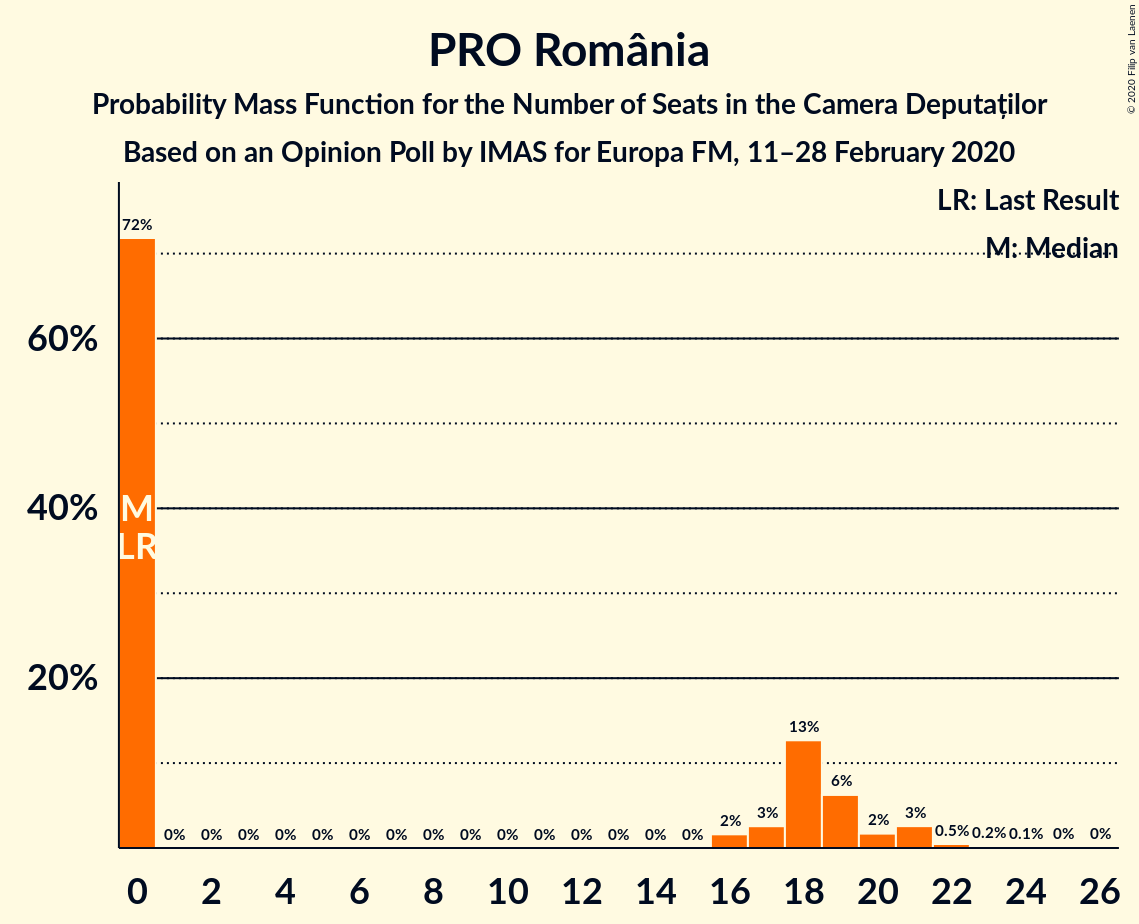 PRO România
Probability Mass Function for the Number of Seats in the Camera Deputaților
Based on an Opinion Poll by IMAS for Europa FM, 11–28 February 2020
© 2020 Filip van Laenen
LR: Last Result
M: Median
72%
60%
40%
20%
M
LR
0% 0% 0% 0% 0% 0% 0% 0% 0% 0% 0% 0% 0% 0% 0% 2% 3% 13% 6% 2% 3% 0.5% 0.2% 0.1% 0% 0%
0 2 4 6 8 10 12 14 16 18 20 22 24 26